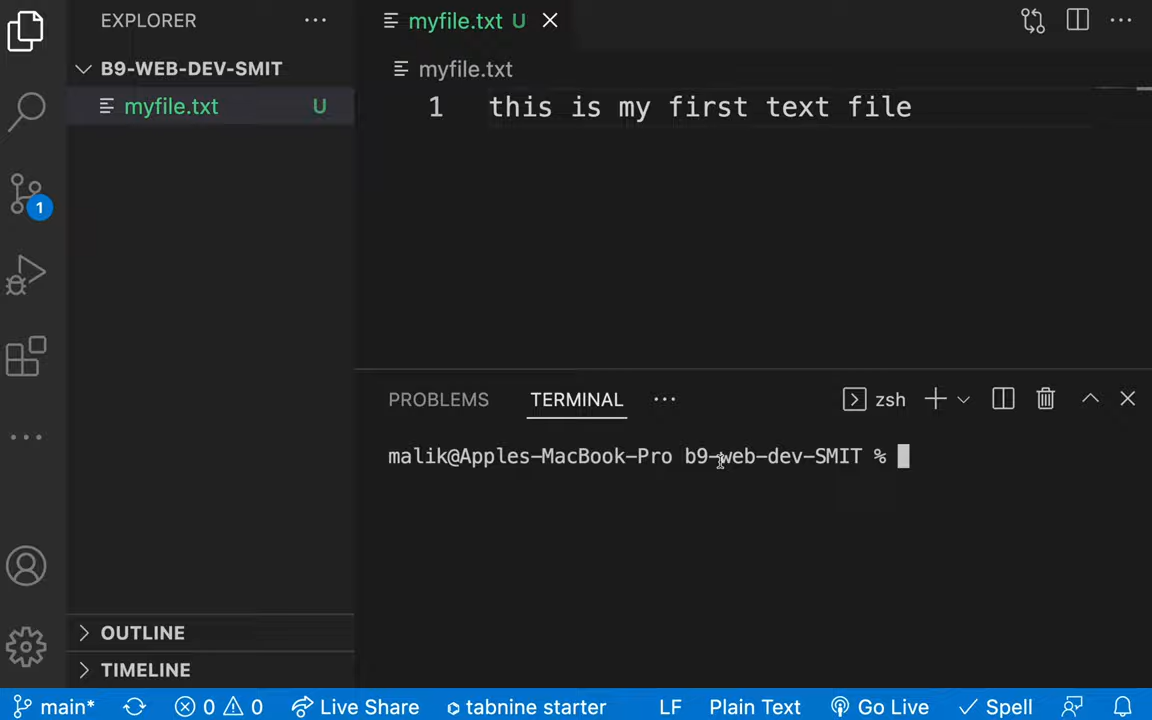 EXPLORER ...
B9-WEB-DEV-SMIT
myfile.txt U
OUTLINE
TIMELINE
myfile.txt U
myfile.txt
1 this is my first text file
PROBLEMS TERMINAL ... zsh
malik@Apples-MacBook-Pro b9-web-dev-SMIT %
1
main* 0 0 Live Share tabnine starter LF Plain Text Go Live Spell